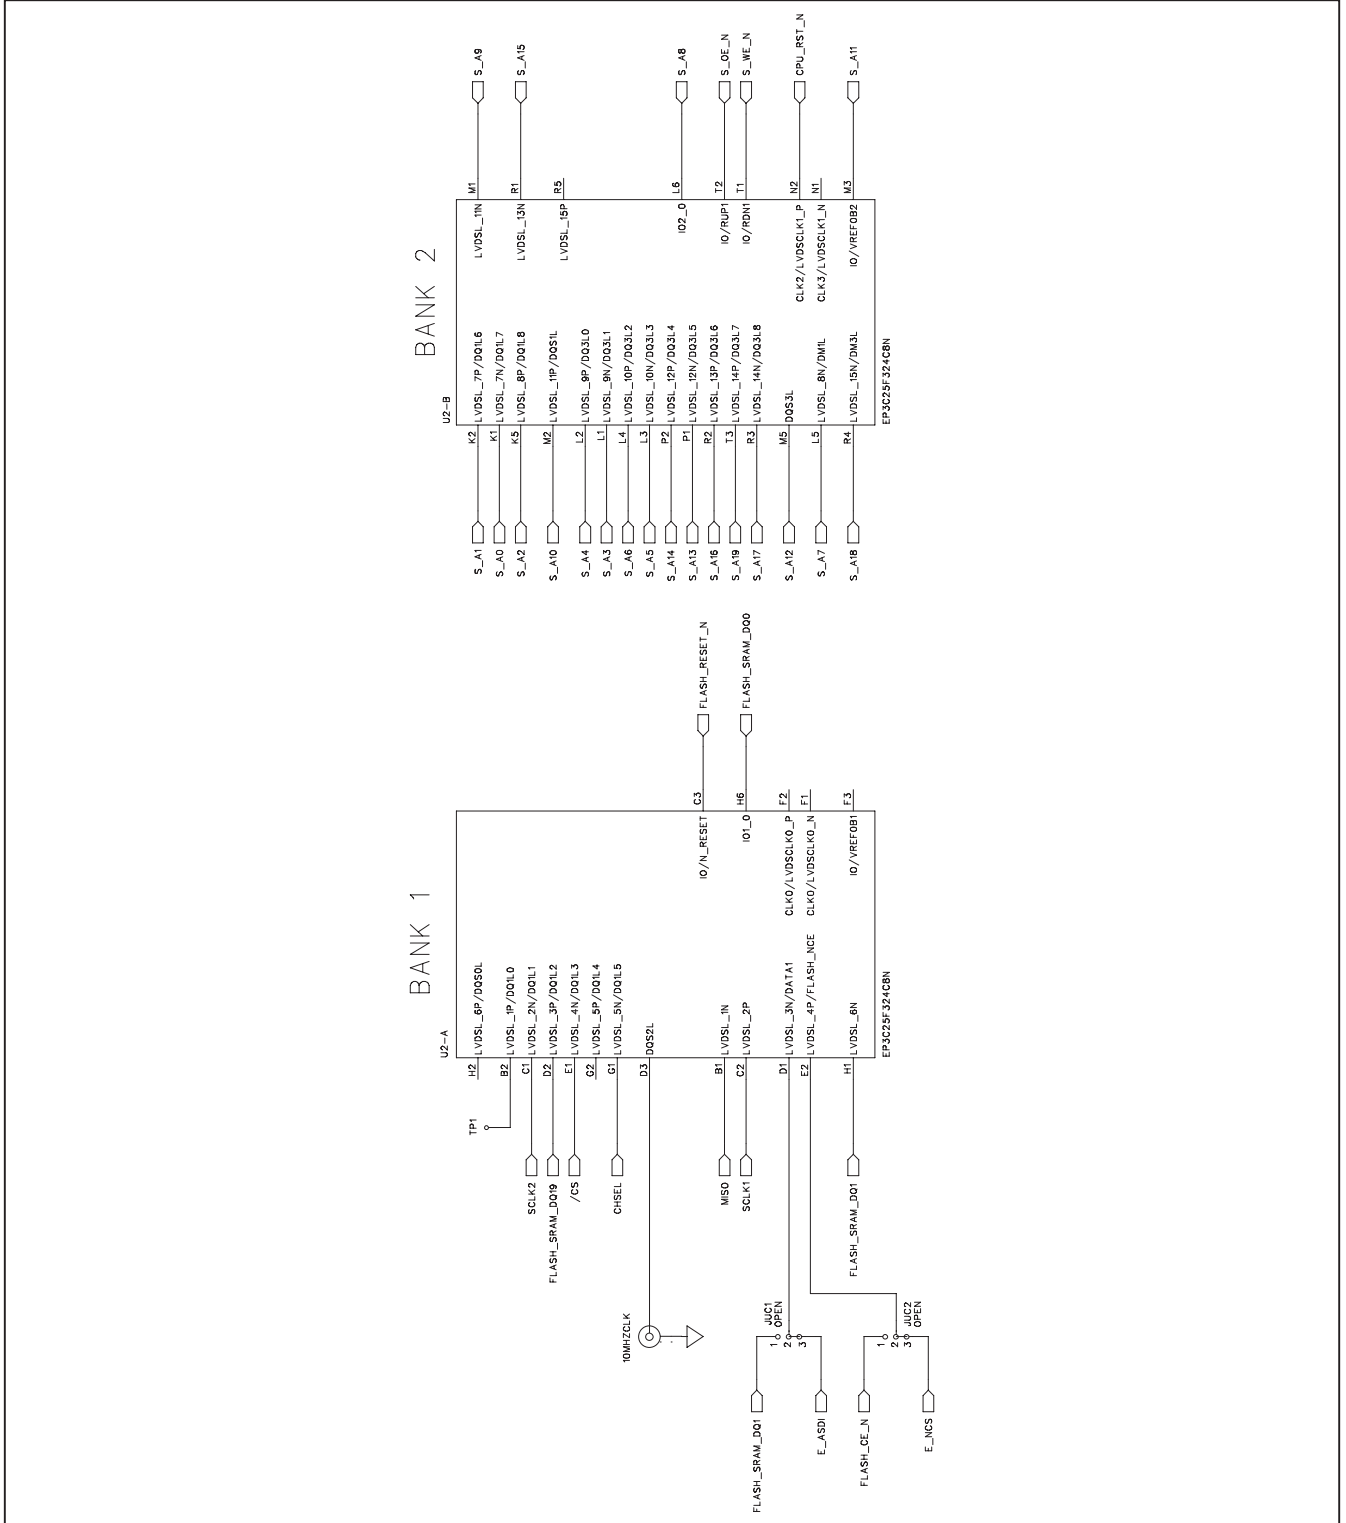 BANK 1
U2-A
H2 LVDSL_6P/DQS0L
TP1
B2 LVDSL_1P/DQ1L0
SCLK2 C1 LVDSL_2N/DQ1L1
FLASH_SRAM_DQ19 D2 LVDSL_3P/DQ1L2
/CS E1 LVDSL_4N/DQ1L3
G2 LVDSL_5P/DQ1L4
CHSEL G1 LVDSL_5N/DQ1L5
10MHZCLK
D3 DQS2L
IO/N_RESET C3 FLASH_RESET_N
MISO B1 LVDSL_1N
SCLK1 C2 LVDSL_2P
IO1_0 H6 FLASH_SRAM_DQ0
D1 LVDSL_3N/DATA1
CLK0/LVDSCLK0_P F2
E2 LVDSL_4P/FLASH_NCE
CLK0/LVDSCLK0_N F1
FLASH_SRAM_DQ1 H1 LVDSL_6N
IO/VREF0B1 F3
EP3C25F324C8N
JUC1
OPEN
1
2
3
FLASH_SRAM_DQ1
E_ASDI
JUC2
OPEN
1
2
3
FLASH_CE_N
E_NCS
BANK 2
U2-B
S_A1 K2 LVDSL_7P/DQ1L6
LVDSL_11N M1 S_A9
S_A0 K1 LVDSL_7N/DQ1L7
S_A2 K5 LVDSL_8P/DQ1L8
LVDSL_13N R1 S_A15
S_A10 M2 LVDSL_11P/DQS1L
LVDSL_15P R5
S_A4 L2 LVDSL_9P/DQ3L0
S_A3 L1 LVDSL_9N/DQ3L1
S_A6 L4 LVDSL_10P/DQ3L2
S_A5 L3 LVDSL_10N/DQ3L3
S_A14 P2 LVDSL_12P/DQ3L4
IO2_0 L6 S_A8
S_A13 P1 LVDSL_12N/DQ3L5
S_A16 R2 LVDSL_13P/DQ3L6
IO/RUP1 T2 S_OE_N
S_A19 T3 LVDSL_14P/DQ3L7
IO/RDN1 T1 S_WE_N
S_A17 R3 LVDSL_14N/DQ3L8
S_A12 M5 DQS3L
CLK2/LVDSCLK1_P N2 CPU_RST_N
S_A7 L5 LVDSL_8N/DM1L
CLK3/LVDSCLK1_N N1
S_A18 R4 LVDSL_15N/DM3L
IO/VREF0B2 M3 S_A11
EP3C25F324C8N